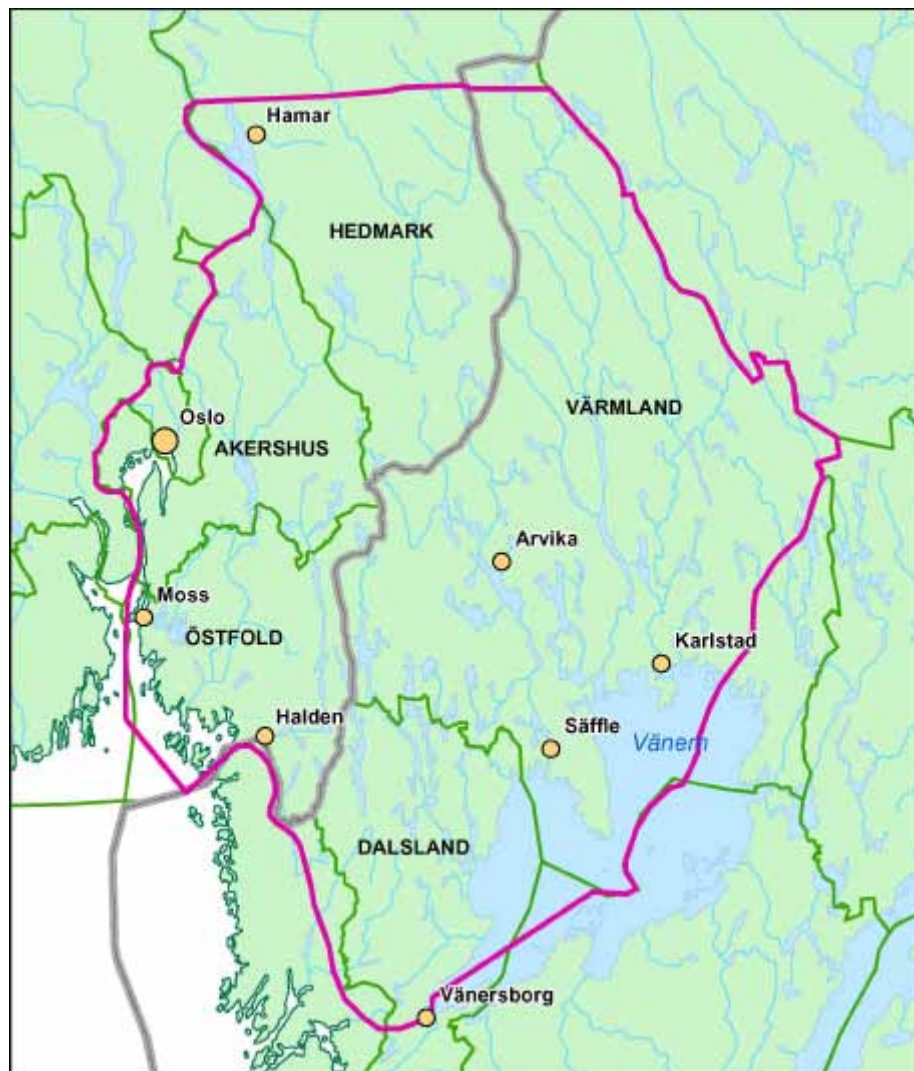 Hamar
HEDMARK
VÄRMLAND
Oslo
AKERSHUS
Arvika
Moss
ÖSTFOLD
Karlstad
Halden
Säffle
Vänern
DALSLAND
Vänersborg